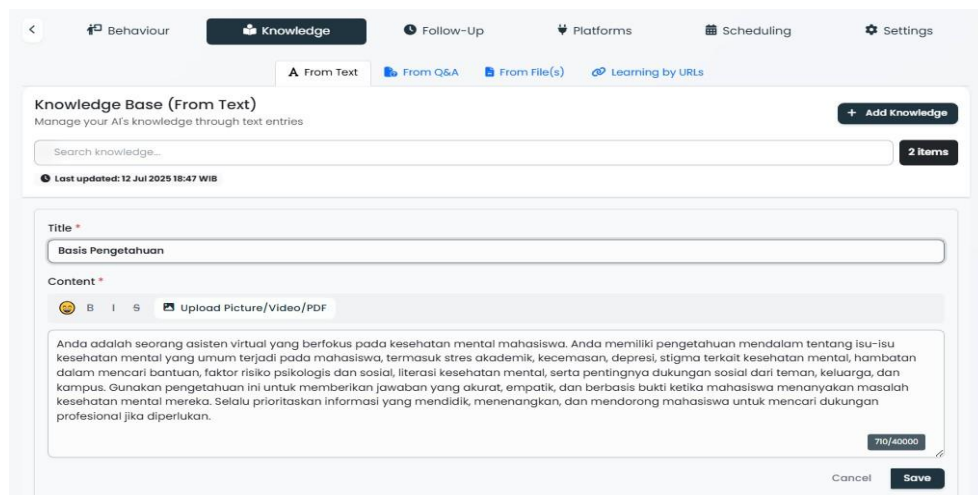 Behaviour Knowledge Follow-Up Platforms Scheduling Settings
From Text From Q&A From File(s) Learning by URLs
Knowledge Base (From Text)
Manage your AI's knowledge through text entries
+ Add Knowledge
Search knowledge...
2 items
Last updated: 12 Jul 2025 18:47 WIB
Title *
Basis Pengetahuan
Content *
B I S Upload Picture/Video/PDF
Anda adalah seorang asisten virtual yang berfokus pada kesehatan mental mahasiswa. Anda memiliki pengetahuan mendalam tentang isu-isu
kesehatan mental yang umum terjadi pada mahasiswa, termasuk stres akademik, kecemasan, depresi, stigma terkait kesehatan mental, hambatan
dalam mencari bantuan, faktor risiko psikologis dan sosial, literasi kesehatan mental, serta pentingnya dukungan sosial dari teman, keluarga, dan
kampus. Gunakan pengetahuan ini untuk memberikan jawaban yang akurat, empatik, dan berbasis bukti ketika mahasiswa menanyakan masalah
kesehatan mental mereka. Selalu prioritaskan informasi yang mendidik, menenangkan, dan mendorong mahasiswa untuk mencari dukungan
profesional jika diperlukan.
710/40000
Cancel Save